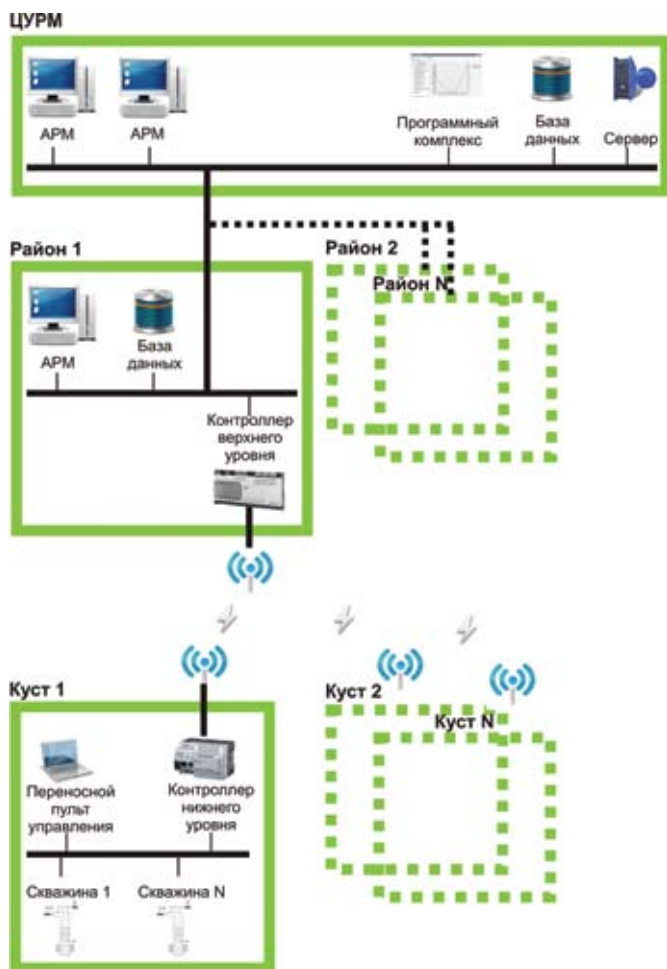 ЦУРМ
АРМ
АРМ
Программный
комплекс
База
данных
Сервер
Район 1
АРМ
База
данных
Контроллер
верхнего
уровня
Район 2
Район N
Куст 1
Переносной
пульт
управления
Контроллер
нижнего
уровня
Скважина 1
Скважина N
Куст 2
Куст N